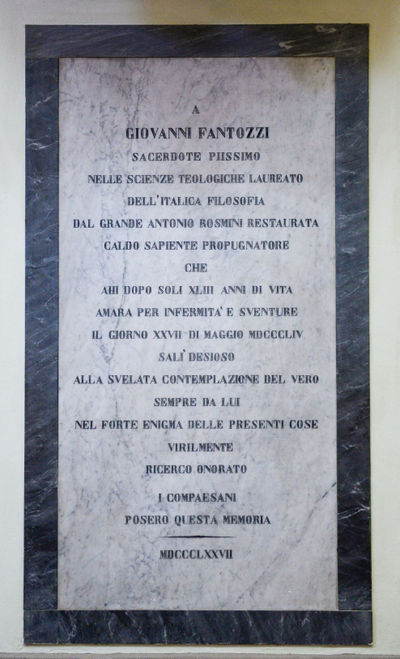 A
GIOVANNI FANTOZZI
SACERDOTE PIISSIMO
NELLE SCIENZE TEOLOGICHE LAUREATO
DELL'ITALICA FILOSOFIA
DAL GRANDE ANTONIO ROSMINI RESTAURATA
CALDO SAPIENTE PROPUGNATORE
CHE
AHI DOPO SOLI XLIII ANNI DI VITA
AMARA PER INFERMITA' E SVENTURE
IL GIORNO XXVII DI MAGGIO MDCCCLIV
SALI' DESIOSO
ALLA SVELATA CONTEMPLAZIONE DEL VERO
SEMPRE DA LUI
NEL FORTE ENIGMA DELLE PRESENTI COSE
VIRILMENTE
RICERCO ONORATO
I COMPAESANI
POSERO QUESTA MEMORIA
MDCCCLXXVII